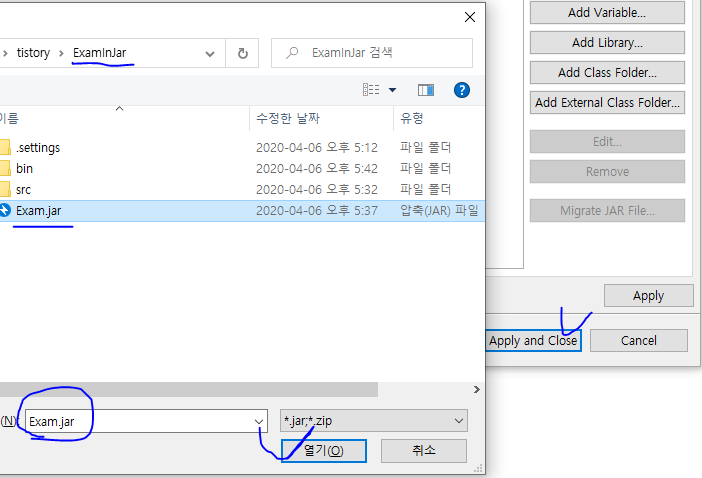 tistory > ExamInJar
ExamInJar 검색
이름
수정한 날짜
유형
.settings
2020-04-06 오후 5:12
파일 폴더
bin
2020-04-06 오후 5:42
파일 폴더
src
2020-04-06 오후 5:32
파일 폴더
Exam.jar
2020-04-06 오후 5:37
압축(JAR) 파일
(N):
Exam.jar
*.jar;*.zip
열기(O)
취소
Add Variable...
Add Library...
Add Class Folder...
Add External Class Folder...
Edit...
Remove
Migrate JAR File...
Apply
Apply and Close
Cancel